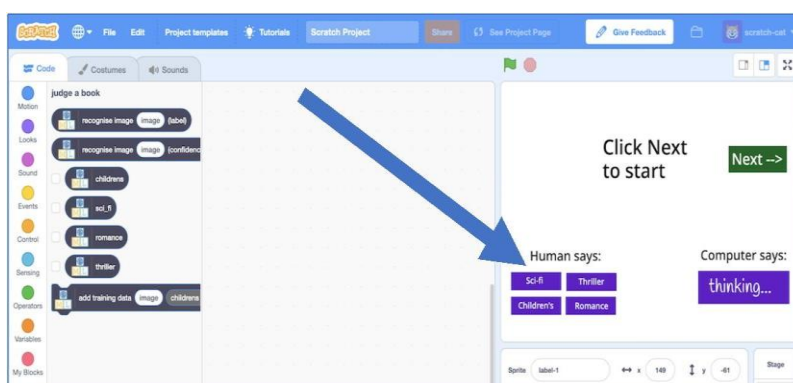 SCRATCH File Edit Project templates Tutorials Scratch Project Share See Project Page Give Feedback scratch-cat
Code Costumes Sounds
Motion
Looks
Sound
Events
Control
Sensing
Operators
Variables
My Blocks
judge a book
recognise image image (label)
recognise image image (confidenc
childrens
sci_fi
romance
thriller
add training data image childrens
Click Next
to start
Next -->
Human says:
Computer says:
Sci-fi Thriller
Children's Romance
thinking...
Sprite label-1 x 149 y -61 Stage